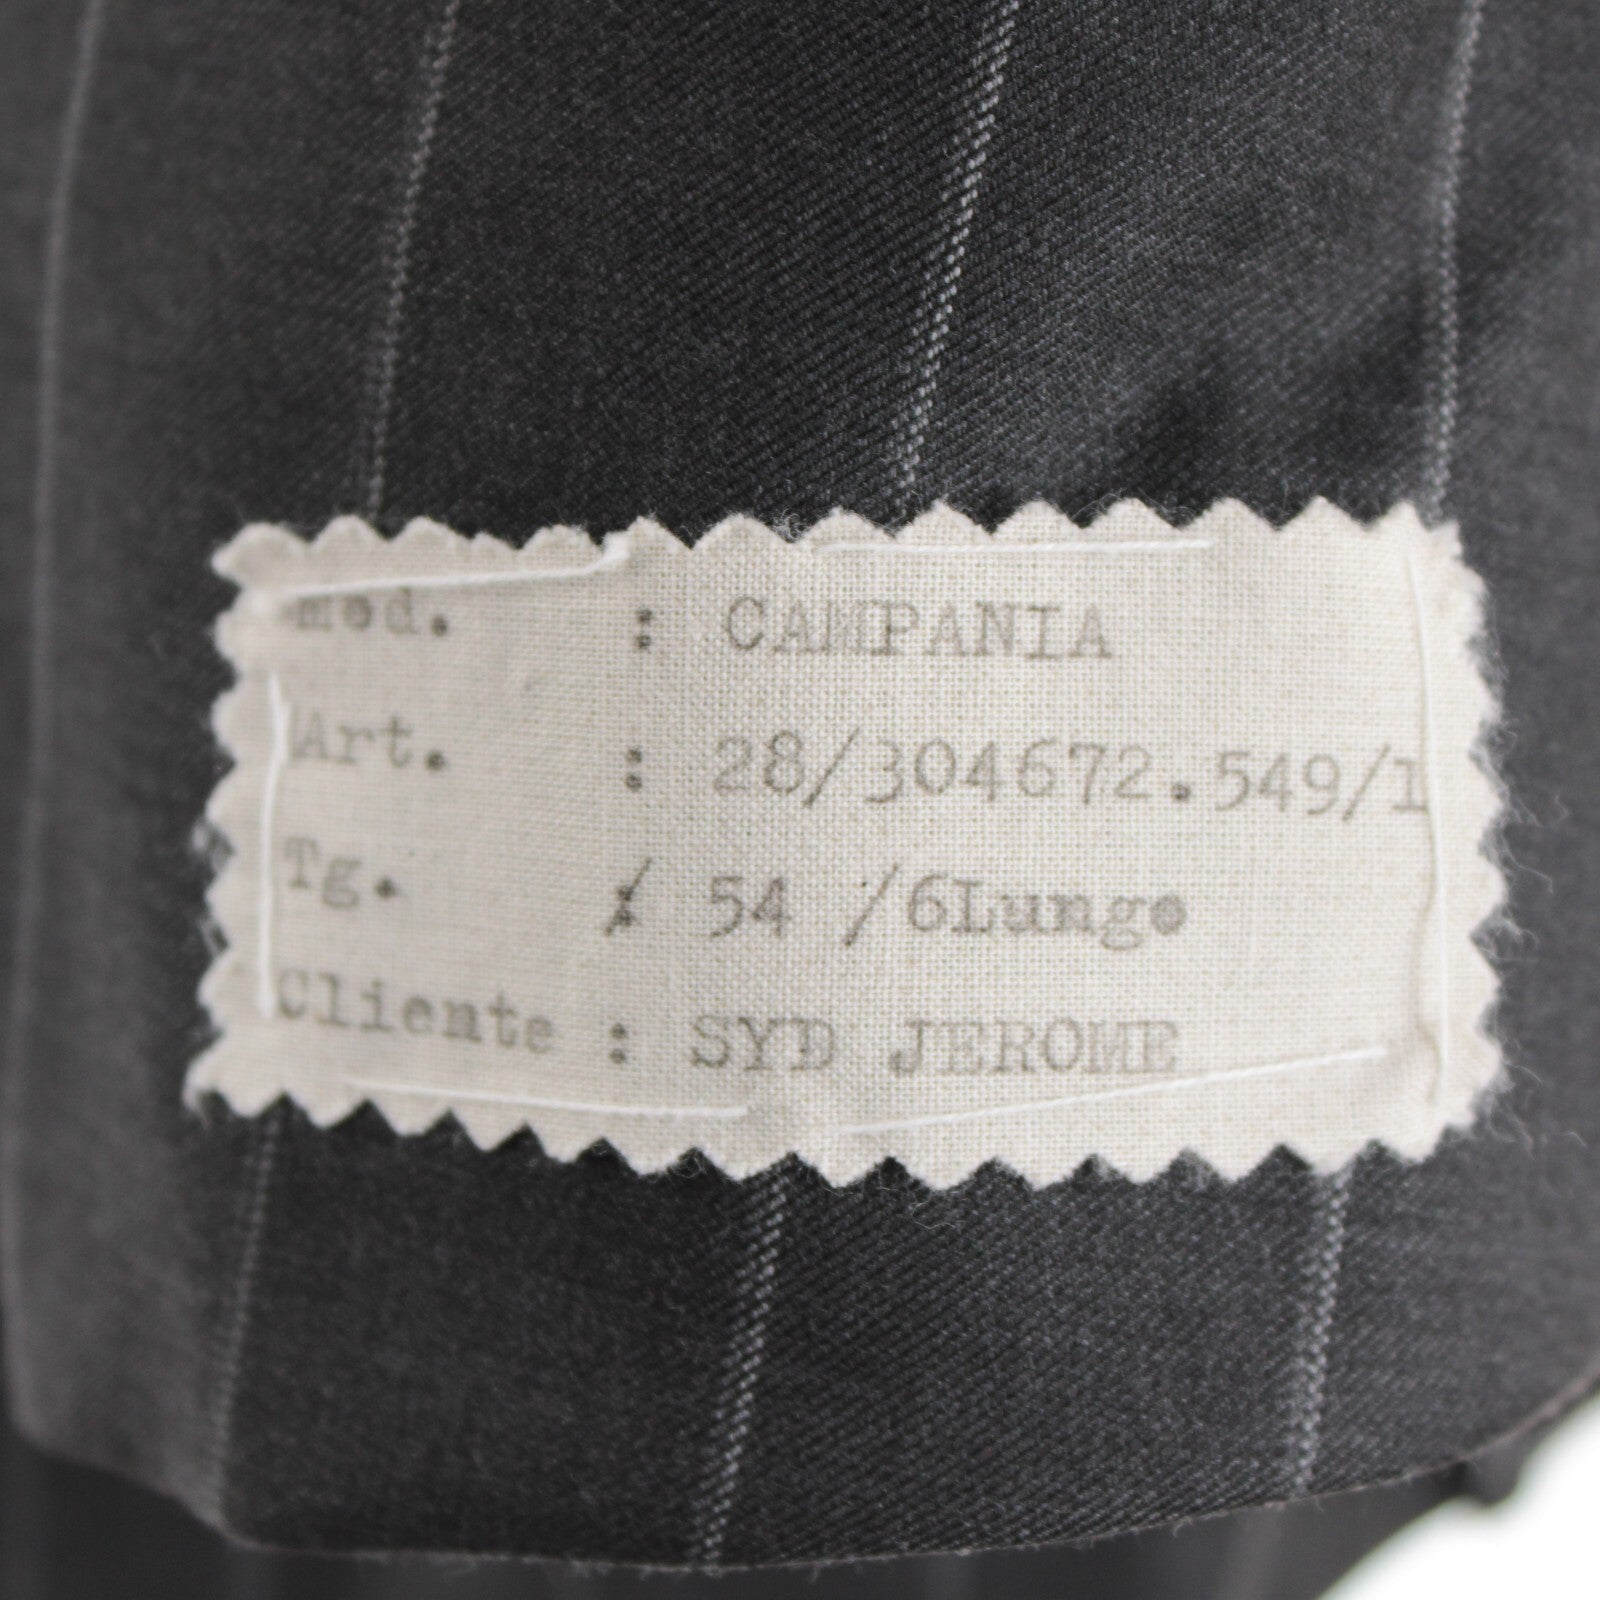 Mod. : CAMPANIA
Art. : 28/304672.549/1
Tg. : 54 /6Lungo
Cliente : SYD JEROME